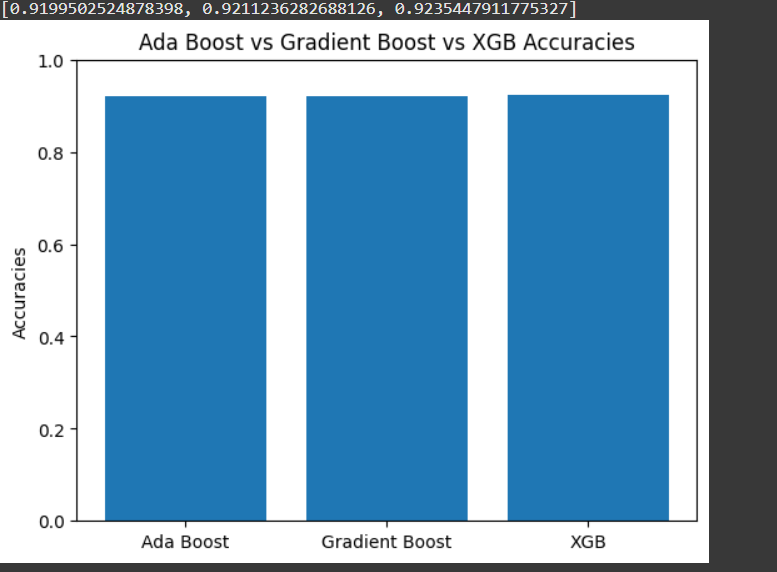 [0.9199502524878398, 0.9211236282688126, 0.9235447911775327]
Ada Boost vs Gradient Boost vs XGB Accuracies
1.0
0.8
0.6
0.4
0.2
0.0
Accuracies
Ada Boost
Gradient Boost
XGB